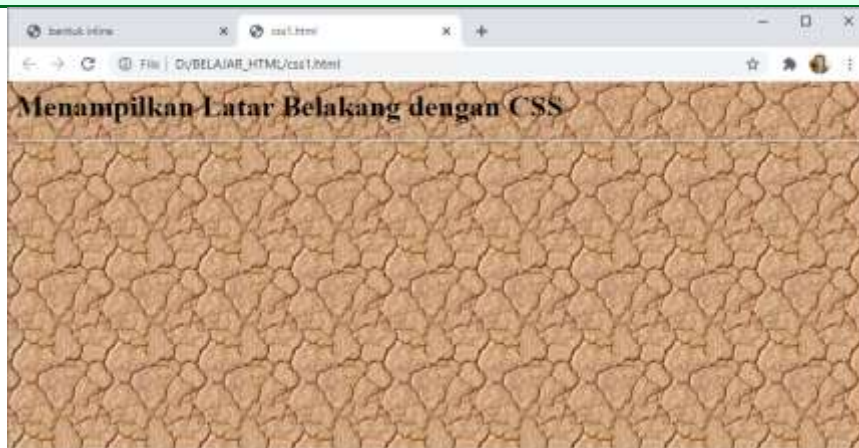 bentuk inline
css1.html
File | D:/BELAJAR_HTML/css1.html
Menampilkan Latar Belakang dengan CSS